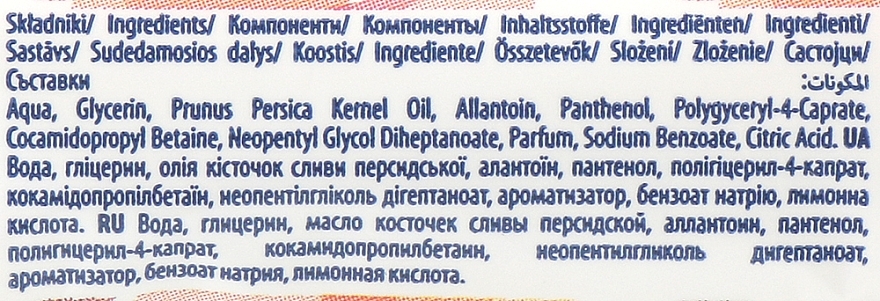 Składniki/ Ingredients/ Компоненти/ Компоненты/ Inhaltsstoffe/ Ingrediënten/ Ingredienti/
Sastāvs/ Sudedamosios dalys/ Koostis/ Ingrediente/ Összetevők/ Složení/ Zloženie/ Састојци/
Съставки المكونات:
Aqua, Glycerin, Prunus Persica Kernel Oil, Allantoin, Panthenol, Polygyceryl-4-Caprate,
Cocamidopropyl Betaine, Neopentyl Glycol Diheptanoate, Parfum, Sodium Benzoate, Citric Acid. UA
Вода, гліцерин, олія кісточок сливи персидської, алантоїн, пантенол, полігіцерил-4-капрат,
кокамідопропілбетаїн, неопентілгліколь дігептаноат, ароматизатор, бензоат натрію, лимонна
кислота. RU Вода, глицерин, масло косточек сливы персидской, аллантоин, пантенол,
полигицерил-4-капрат, кокамидопропилбетаин, неопентилгликоль дигептаноат,
ароматизатор, бензоат натрия, лимонная кислота.